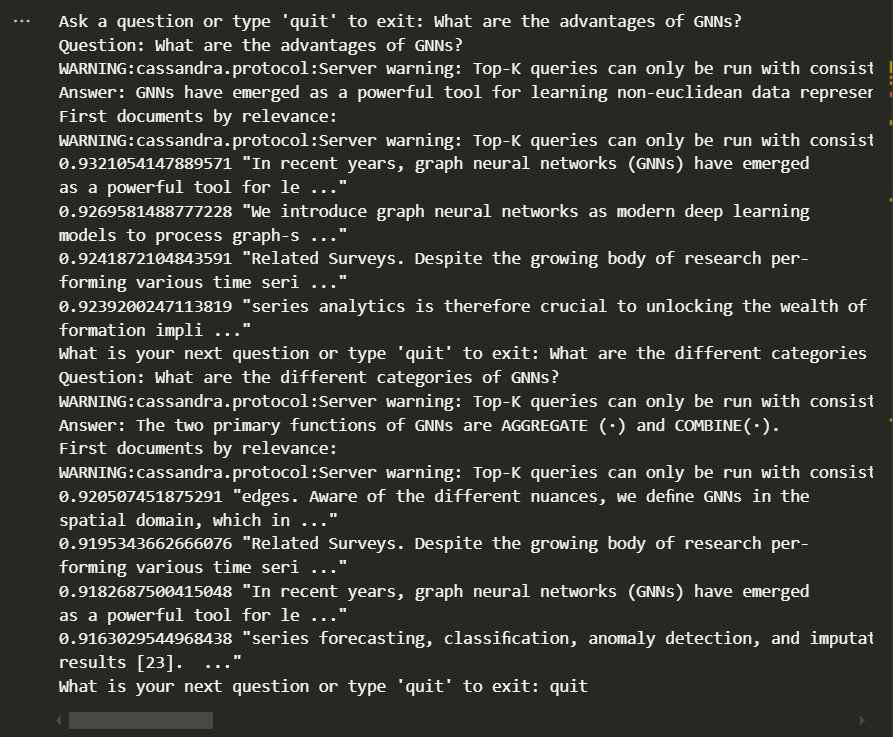 ...
Ask a question or type 'quit' to exit: What are the advantages of GNNs?
Question: What are the advantages of GNNs?
WARNING:cassandra.protocol:Server warning: Top-K queries can only be run with consist
Answer: GNNs have emerged as a powerful tool for learning non-euclidean data represen
First documents by relevance:
WARNING:cassandra.protocol:Server warning: Top-K queries can only be run with consist
0.9321054147889571 "In recent years, graph neural networks (GNNs) have emerged
as a powerful tool for le ..."
0.9269581488777228 "We introduce graph neural networks as modern deep learning
models to process graph-s ..."
0.9241872104843591 "Related Surveys. Despite the growing body of research per-
forming various time seri ..."
0.9239200247113819 "series analytics is therefore crucial to unlocking the wealth of
formation impli ..."
What is your next question or type 'quit' to exit: What are the different categories
Question: What are the different categories of GNNs?
WARNING:cassandra.protocol:Server warning: Top-K queries can only be run with consist
Answer: The two primary functions of GNNs are AGGREGATE (·) and COMBINE(·).
First documents by relevance:
WARNING:cassandra.protocol:Server warning: Top-K queries can only be run with consist
0.920507451875291 "edges. Aware of the different nuances, we define GNNs in the
spatial domain, which in ..."
0.9195343662666076 "Related Surveys. Despite the growing body of research per-
forming various time seri ..."
0.9182687500415048 "In recent years, graph neural networks (GNNs) have emerged
as a powerful tool for le ..."
0.9163029544968438 "series forecasting, classification, anomaly detection, and imputat
results [23].  ..."
What is your next question or type 'quit' to exit: quit